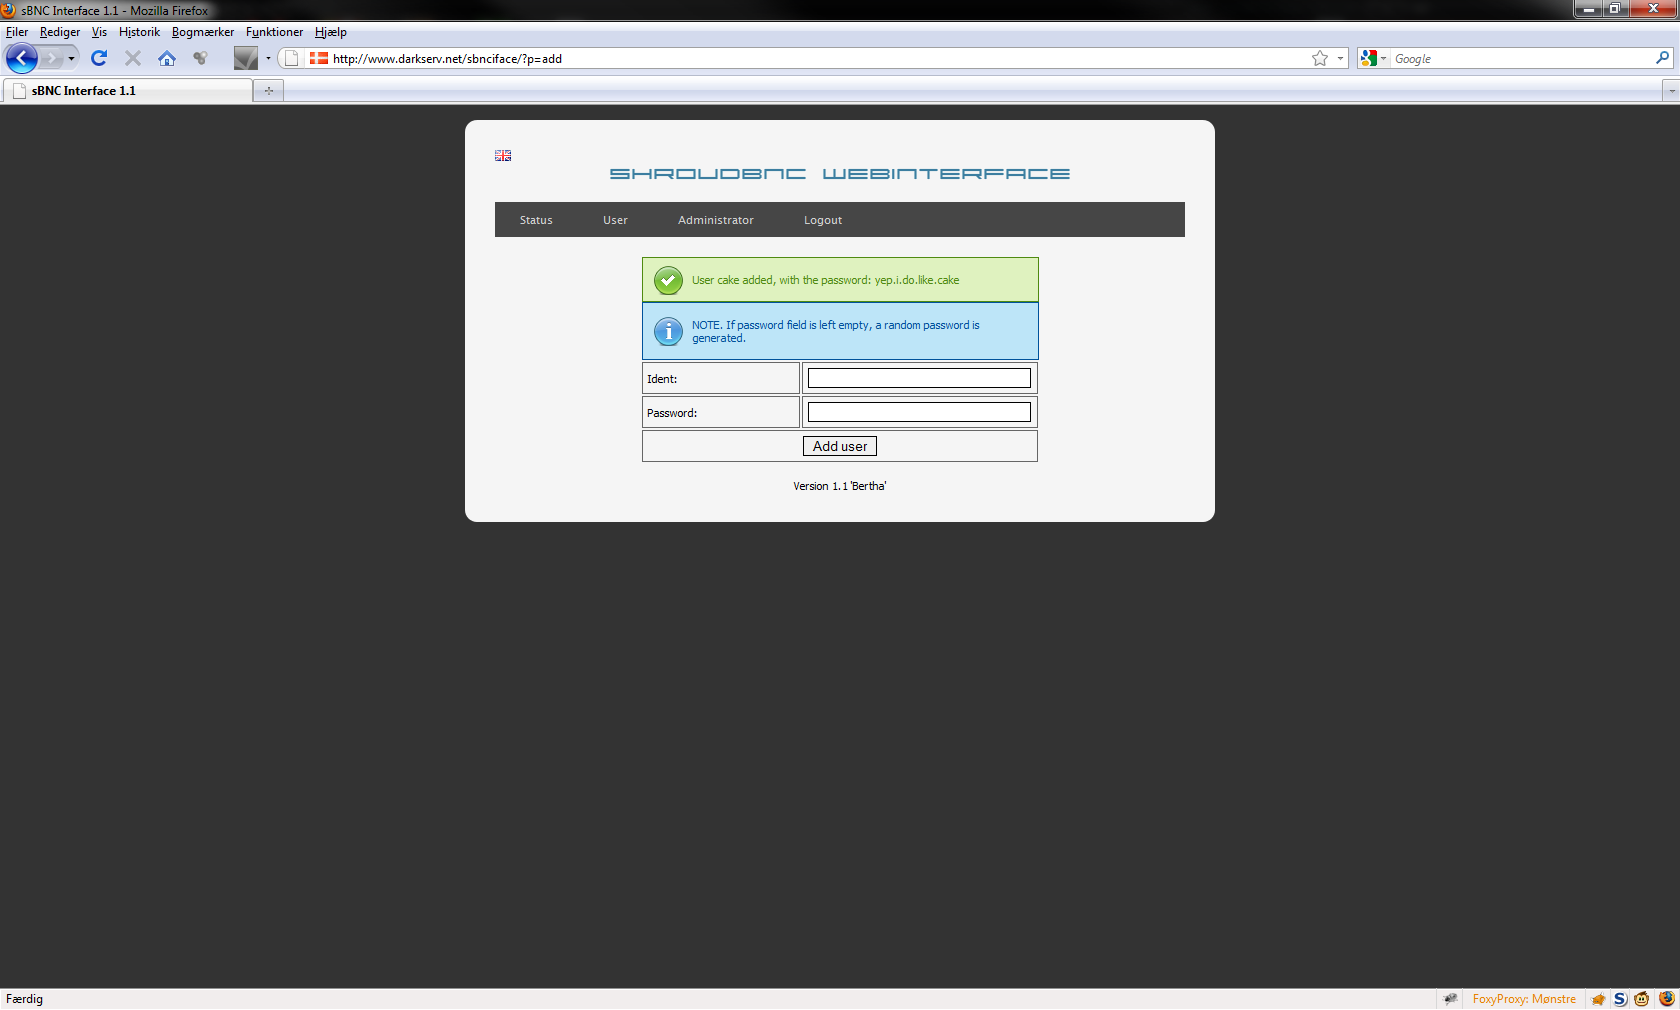 sBNC Interface 1.1 - Mozilla Firefox
Filer Rediger Vis Historik Bogmærker Funktioner Hjælp
http://www.darkserv.net/sbnciface/?p=add
Google
sBNC Interface 1.1
SHROUDBNC WEBINTERFACE
Status User Administrator Logout
User cake added, with the password: yep.i.do.like.cake
NOTE. If password field is left empty, a random password is
generated.
Ident:
Password:
Add user
Version 1.1 'Bertha'
Færdig
FoxyProxy: Mønstre